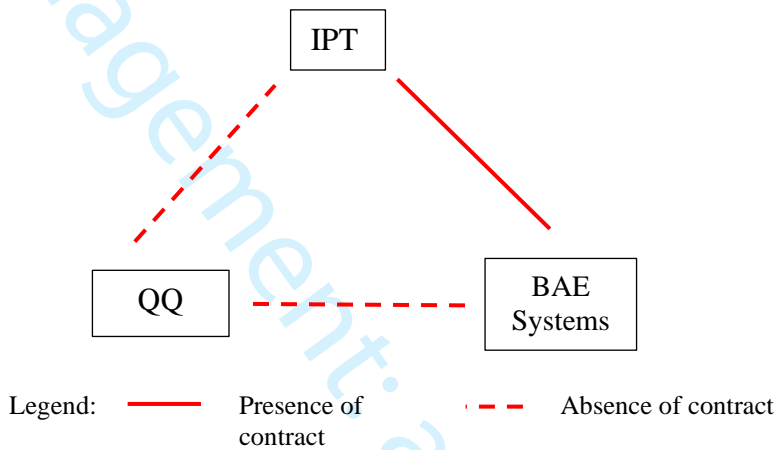 IPT
QQ
BAE
Systems
Legend:
Presence of
contract
Absence of contract